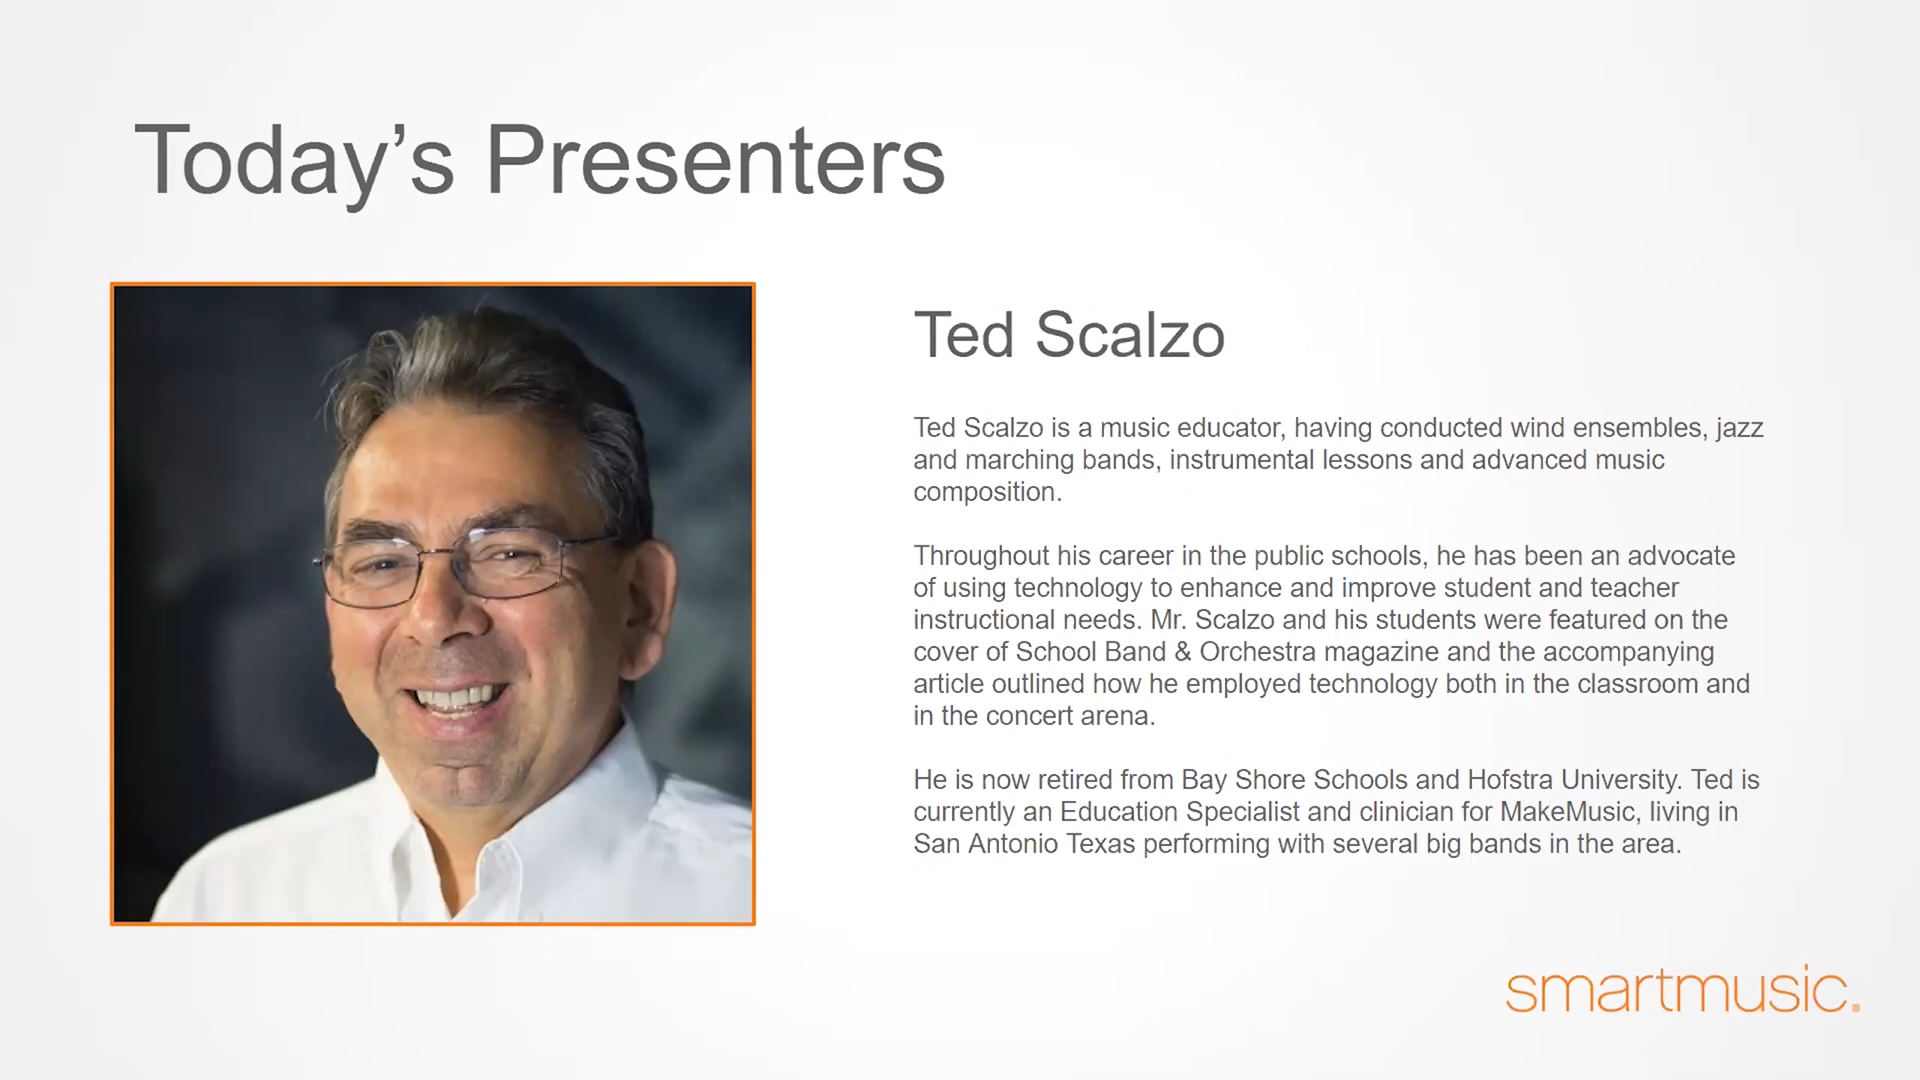 Today’s Presenters
Ted Scalzo
Ted Scalzo is a music educator, having conducted wind ensembles, jazz
and marching bands, instrumental lessons and advanced music
composition.
Throughout his career in the public schools, he has been an advocate
of using technology to enhance and improve student and teacher
instructional needs. Mr. Scalzo and his students were featured on the
cover of School Band & Orchestra magazine and the accompanying
article outlined how he employed technology both in the classroom and
in the concert arena.
He is now retired from Bay Shore Schools and Hofstra University. Ted is
currently an Education Specialist and clinician for MakeMusic, living in
San Antonio Texas performing with several big bands in the area.
smartmusic®